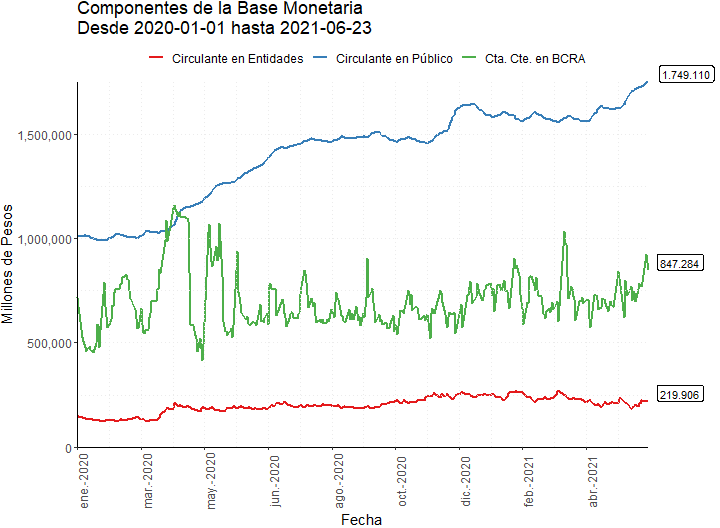 Componentes de la Base Monetaria
Desde 2020-01-01 hasta 2021-06-23
Circulante en Entidades Circulante en Público Cta. Cte. en BCRA
Millones de Pesos
1,500,000
1,000,000
500,000
0
1.749.110
847.284
219.906
ene.-2020
mar.-2020
may.-2020
jun.-2020
ago.-2020
oct.-2020
dic.-2020
feb.-2021
abr.-2021
Fecha